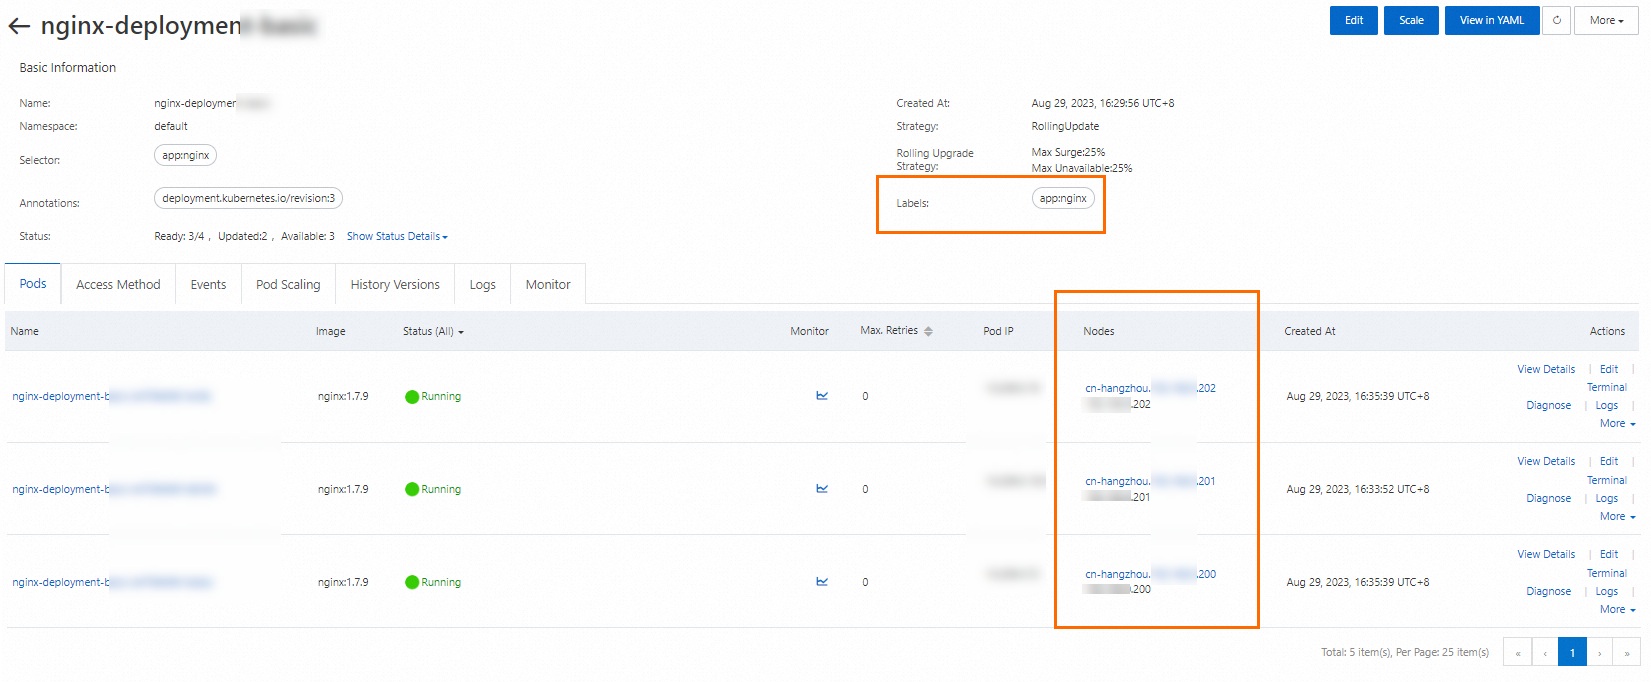 nginx-deploymen
Edit
Scale
View in YAML
More
Basic Information
Name:
nginx-deploymen
Created At:
Aug 29, 2023, 16:29:56 UTC+8
Namespace:
default
Strategy:
RollingUpdate
Selector:
app:nginx
Rolling Upgrade
Strategy:
Max Surge:25%
Max Unavailable:25%
Annotations:
deployment.kubernetes.io/revision:3
Labels:
app:nginx
Status:
Ready: 3/4 , Updated:2 , Available: 3 Show Status Details
Pods
Access Method
Events
Pod Scaling
History Versions
Logs
Monitor
Name
Image
Status (All)
Monitor
Max. Retries
Pod IP
Nodes
Created At
Actions
nginx-deployment-b
nginx:1.7.9
Running
0
cn-hangzhou. .202
.202
Aug 29, 2023, 16:35:39 UTC+8
View Details | Edit |
Terminal
Diagnose | Logs |
More
nginx-deployment-b
nginx:1.7.9
Running
0
cn-hangzhou. .201
.201
Aug 29, 2023, 16:33:52 UTC+8
View Details | Edit |
Terminal
Diagnose | Logs |
More
nginx-deployment-b
nginx:1.7.9
Running
0
cn-hangzhou. .200
.200
Aug 29, 2023, 16:35:39 UTC+8
View Details | Edit |
Terminal
Diagnose | Logs |
More
Total: 5 item(s), Per Page: 25 item(s)
« ‹ 1 › »